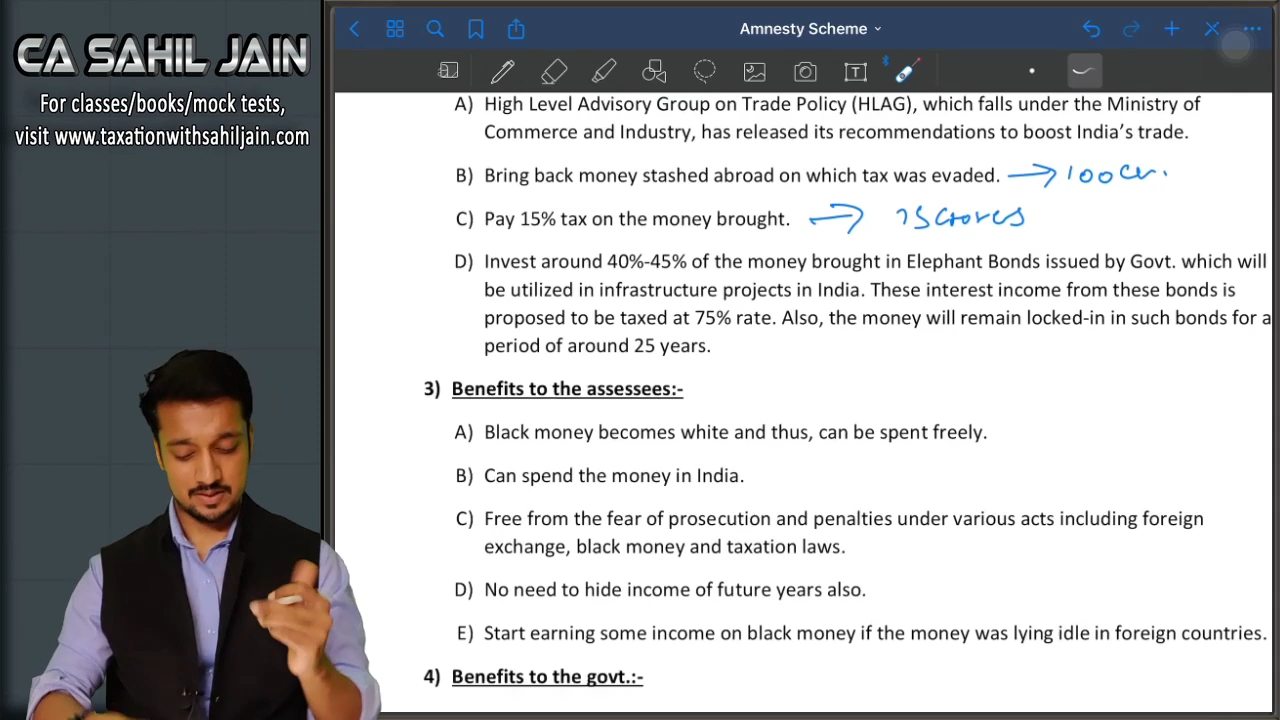 CA SAHIL JAIN
For classes/books/mock tests,
visit www.taxationwithsahiljain.com
Amnesty Scheme
A) High Level Advisory Group on Trade Policy (HLAG), which falls under the Ministry of
Commerce and Industry, has released its recommendations to boost India’s trade.
B) Bring back money stashed abroad on which tax was evaded. → 100 cr.
C) Pay 15% tax on the money brought. → 15 crores
D) Invest around 40%-45% of the money brought in Elephant Bonds issued by Govt. which will
be utilized in infrastructure projects in India. These interest income from these bonds is
proposed to be taxed at 75% rate. Also, the money will remain locked-in in such bonds for a
period of around 25 years.
3) Benefits to the assessees:-
A) Black money becomes white and thus, can be spent freely.
B) Can spend the money in India.
C) Free from the fear of prosecution and penalties under various acts including foreign
exchange, black money and taxation laws.
D) No need to hide income of future years also.
E) Start earning some income on black money if the money was lying idle in foreign countries.
4) Benefits to the govt.:-